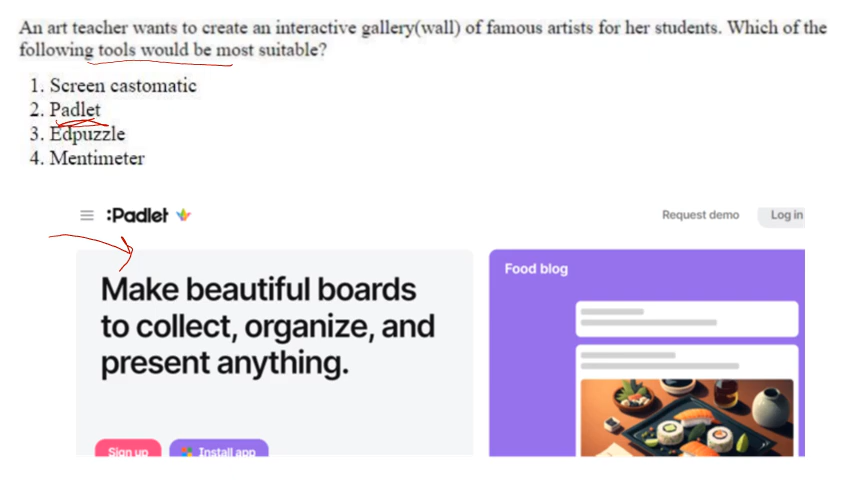 An art teacher wants to create an interactive gallery(wall) of famous artists for her students. Which of the
following tools would be most suitable?
1. Screen castomatic
2. Padlet
3. Edpuzzle
4. Mentimeter
:Padlet
Request demo
Log in
Make beautiful boards
to collect, organize, and
present anything.
Food blog
Sign up
Install app